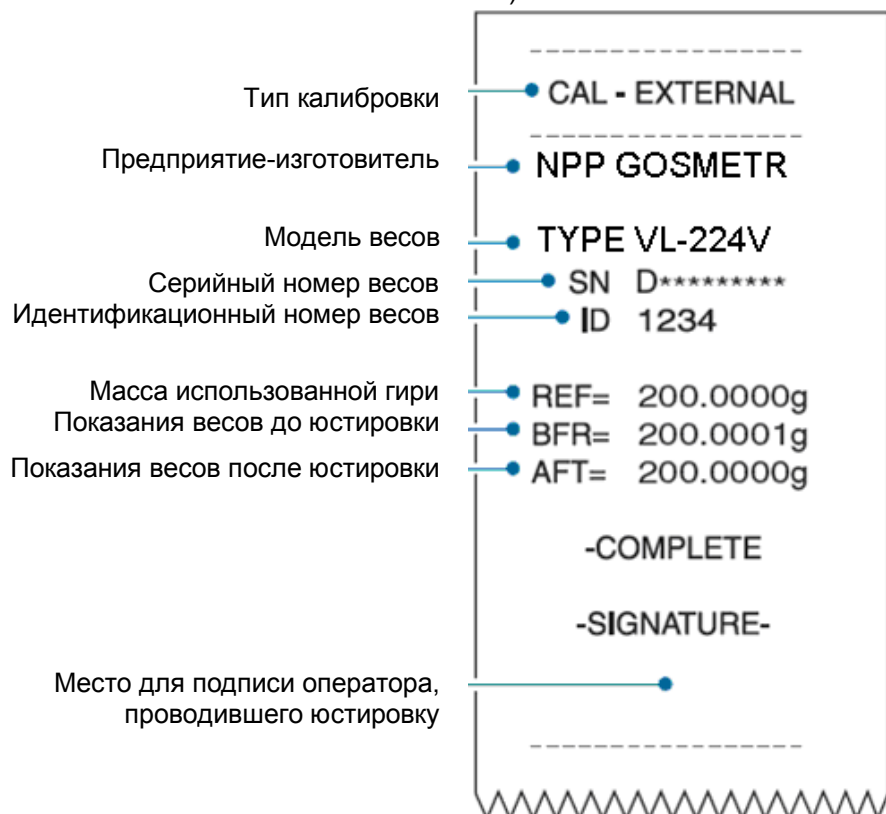 )
--------------------
Тип калибровки
CAL - EXTERNAL
--------------------
Предприятие-изготовитель
NPP GOSMETR
Модель весов
TYPE VL-224V
Серийный номер весов
SN D*********
Идентификационный номер весов
ID 1234
Масса использованной гири
REF= 200.0000g
Показания весов до юстировки
BFR= 200.0001g
Показания весов после юстировки
AFT= 200.0000g
-COMPLETE
-SIGNATURE-
Место для подписи оператора,
проводившего юстировку
--------------------